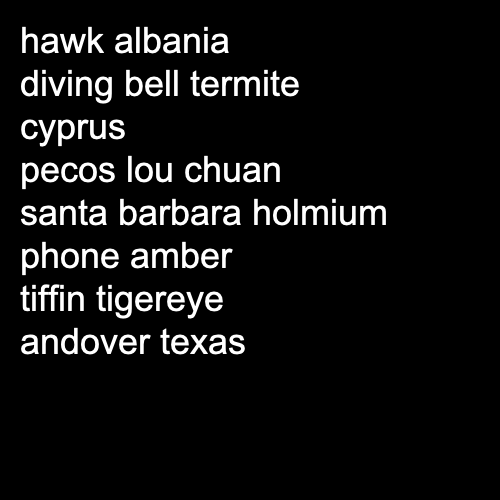 hawk albania
diving bell termite
cyprus
pecos lou chuan
santa barbara holmium
phone amber
tiffin tigereye
andover texas